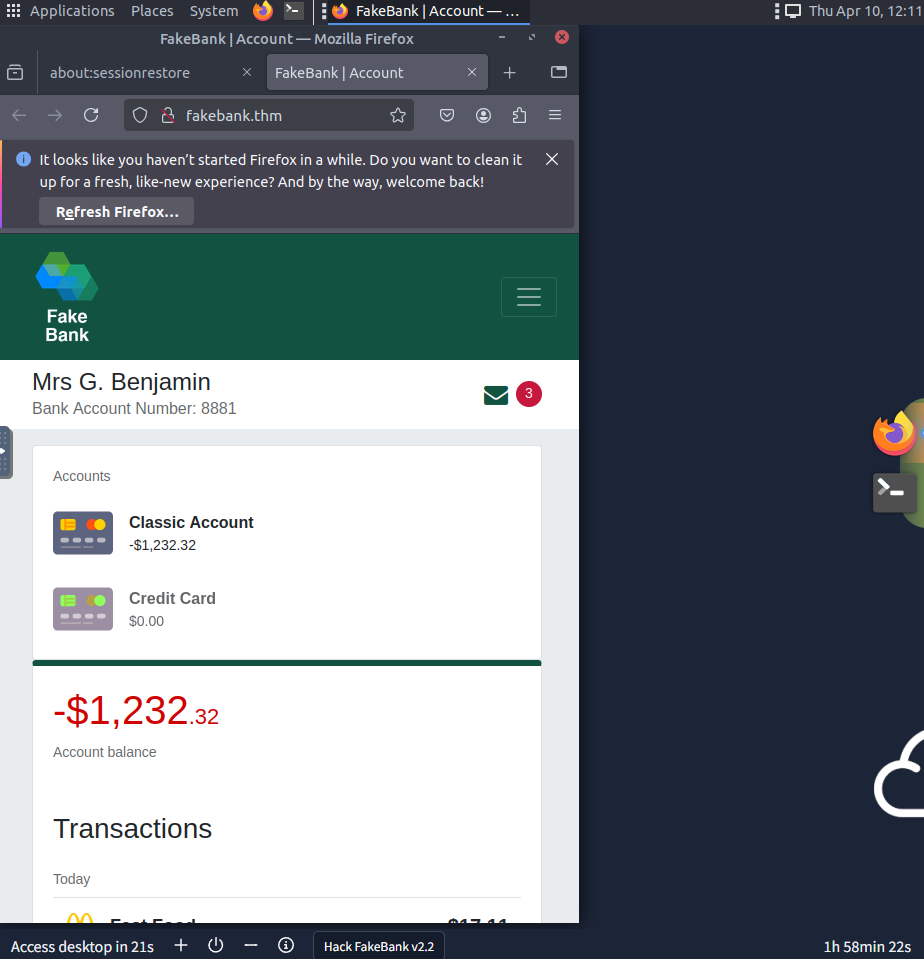 Applications Places System FakeBank | Account — ... Thu Apr 10, 12:11
FakeBank | Account — Mozilla Firefox
about:sessionrestore
FakeBank | Account
fakebank.thm
It looks like you haven't started Firefox in a while. Do you want to clean it
up for a fresh, like-new experience? And by the way, welcome back!
Refresh Firefox...
Fake
Bank
Mrs G. Benjamin
Bank Account Number: 8881
3
Accounts
Classic Account
-$1,232.32
Credit Card
$0.00
-$1,232.32
Account balance
Transactions
Today
Fast Food $17.11
Access desktop in 21s Hack FakeBank v2.2 1h 58min 22s